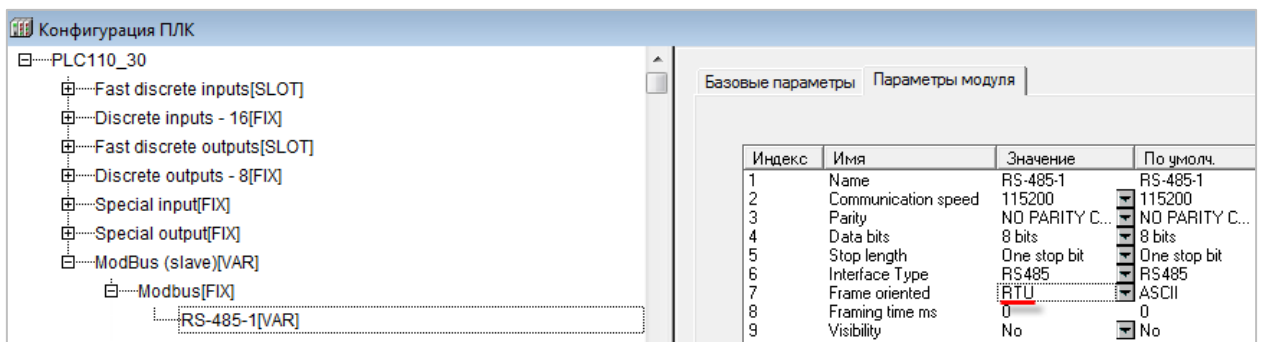 Конфигурация ПЛК
PLC110_30
Fast discrete inputs[SLOT]
Discrete inputs - 16[FIX]
Fast discrete outputs[SLOT]
Discrete outputs - 8[FIX]
Special input[FIX]
Special output[FIX]
ModBus (slave)[VAR]
Modbus[FIX]
RS-485-1[VAR]
Базовые параметры Параметры модуля
Индекс Имя Значение По умолч.
1 Name RS-485-1 RS-485-1
2 Communication speed 115200 115200
3 Parity NO PARITY C... NO PARITY C...
4 Data bits 8 bits 8 bits
5 Stop length One stop bit One stop bit
6 Interface Type RS485 RS485
7 Frame oriented RTU ASCII
8 Framing time ms 0 0
9 Visibility No No